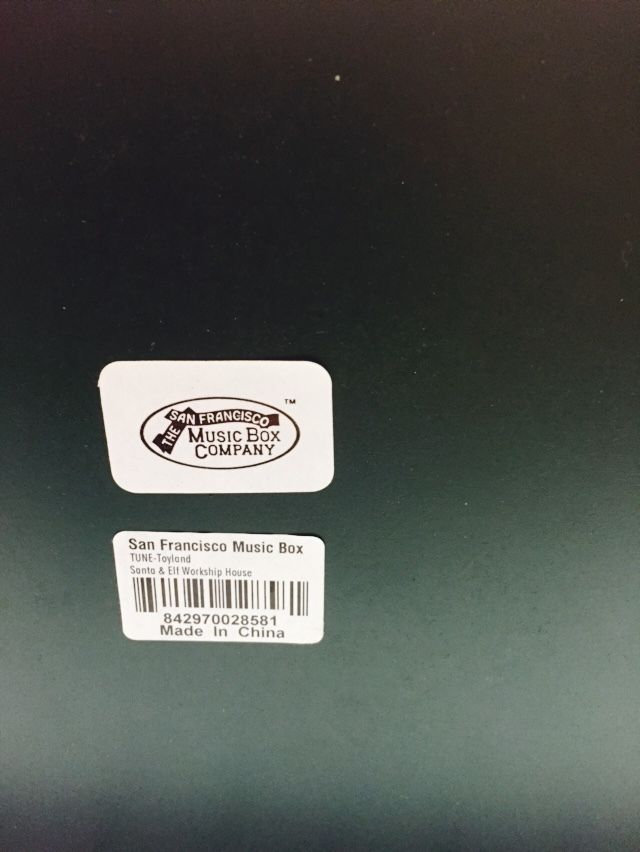 THE SAN FRANCISCO
MUSIC BOX
COMPANY
TM
San Francisco Music Box
TUNE-Toyland
Santa & Elf Workship House
842970028581
Made In China